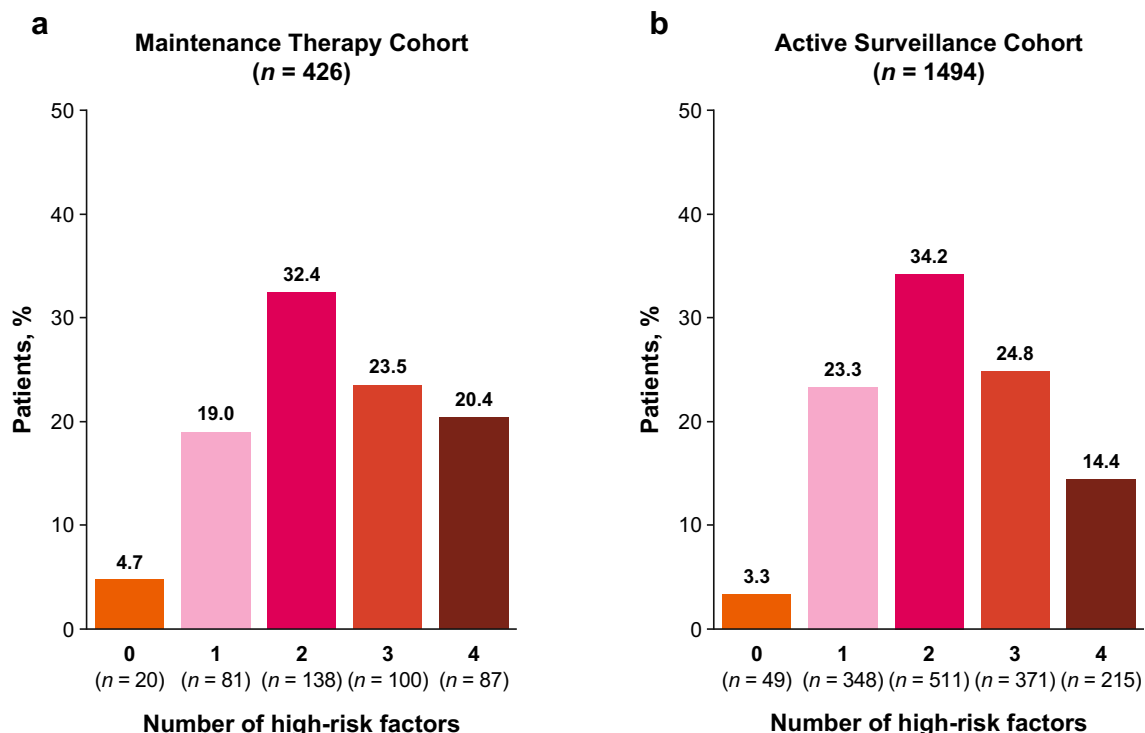 a
Maintenance Therapy Cohort
(n = 426)
50
40
30
20
10
0
Patients, %
4.7
19.0
32.4
23.5
20.4
0 1 2 3 4
(n = 20) (n = 81) (n = 138) (n = 100) (n = 87)
Number of high-risk factors
b
Active Surveillance Cohort
(n = 1494)
50
40
30
20
10
0
Patients, %
3.3
23.3
34.2
24.8
14.4
0 1 2 3 4
(n = 49) (n = 348) (n = 511) (n = 371) (n = 215)
Number of high-risk factors